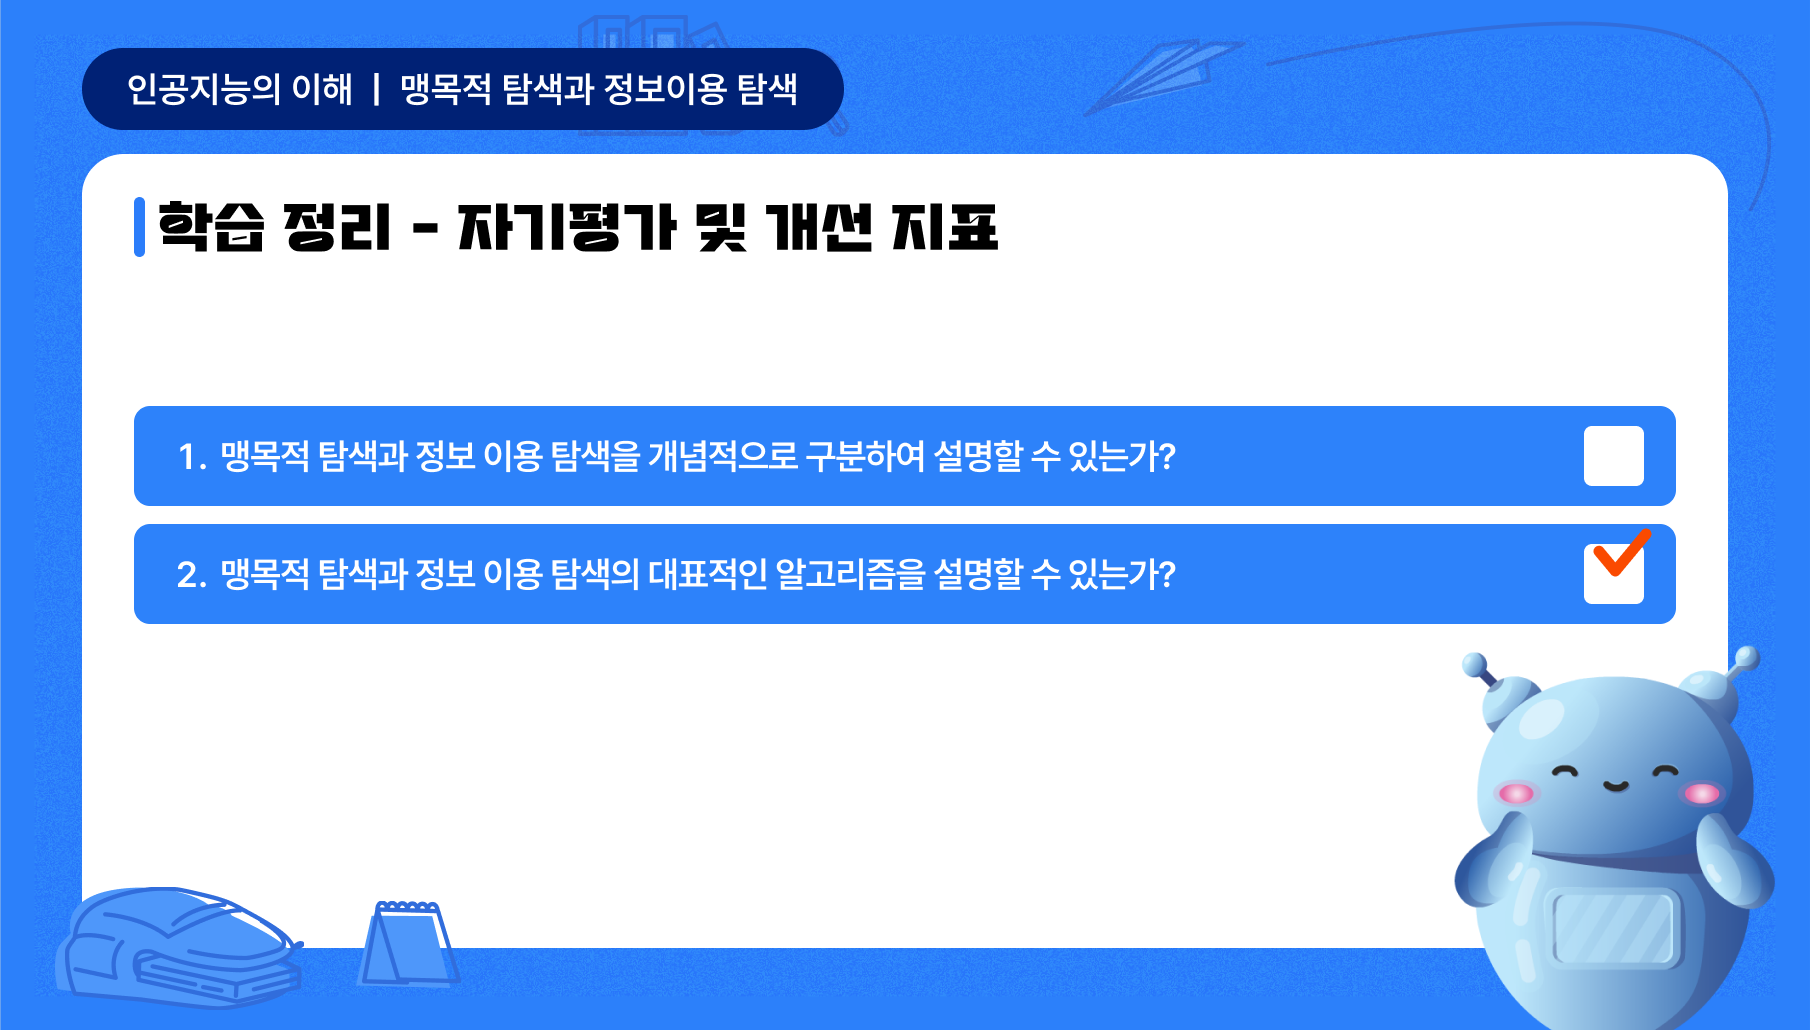 인공지능의 이해 | 맹목적 탐색과 정보이용 탐색
학습 정리 - 자기평가 및 개선 지표
1. 맹목적 탐색과 정보 이용 탐색을 개념적으로 구분하여 설명할 수 있는가?
2. 맹목적 탐색과 정보 이용 탐색의 대표적인 알고리즘을 설명할 수 있는가?